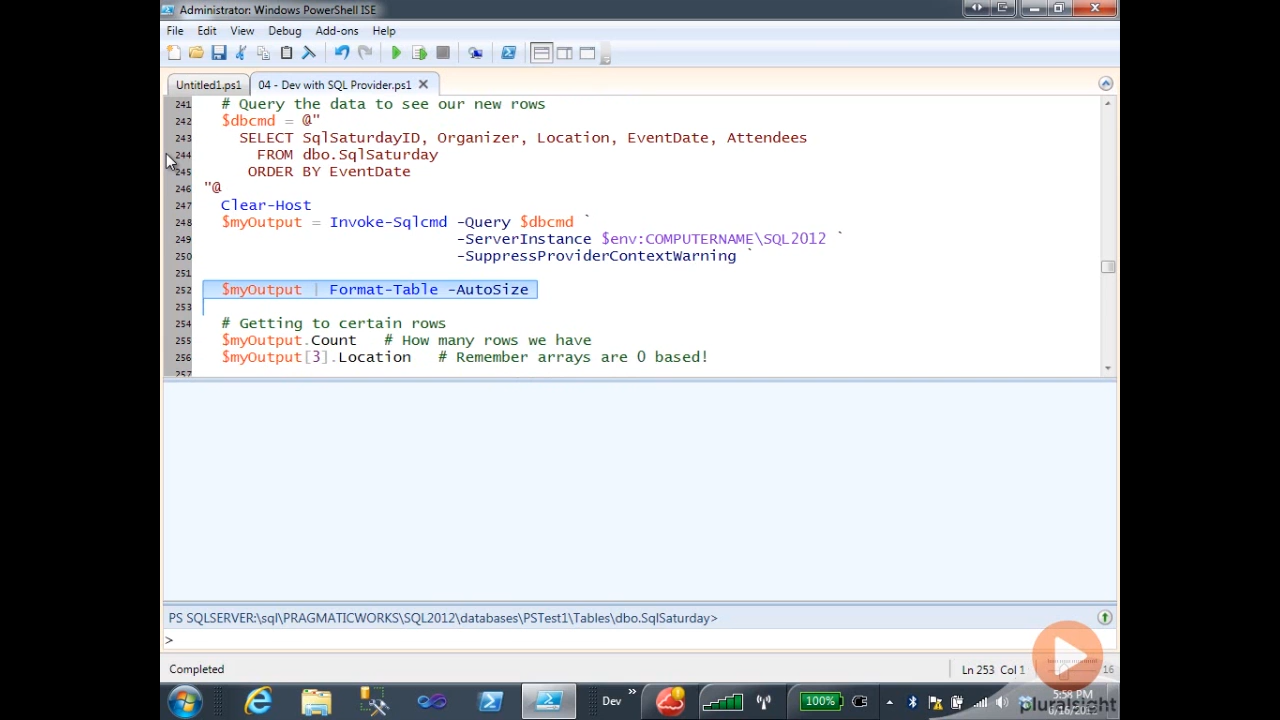 Administrator: Windows PowerShell ISE
File Edit View Debug Add-ons Help
Untitled1.ps1 04 - Dev with SQL Provider.ps1
241 # Query the data to see our new rows
242 $dbcmd = @"
243 SELECT SqlSaturdayID, Organizer, Location, EventDate, Attendees
244 FROM dbo.SqlSaturday
245 ORDER BY EventDate
246 "@
247 Clear-Host
248 $myOutput = Invoke-Sqlcmd -Query $dbcmd `
249 -ServerInstance $env:COMPUTERNAME\SQL2012 `
250 -SuppressProviderContextWarning `
251
252 $myOutput | Format-Table -AutoSize
253
254 # Getting to certain rows
255 $myOutput.Count # How many rows we have
256 $myOutput[3].Location # Remember arrays are 0 based!
257
PS SQLSERVER:\sql\PRAGMATICWORKS\SQL2012\databases\PSTest1\Tables\dbo.SqlSaturday>
>
Completed Ln 253 Col 1 16
Dev 100% 5:58 PM
pluralsight